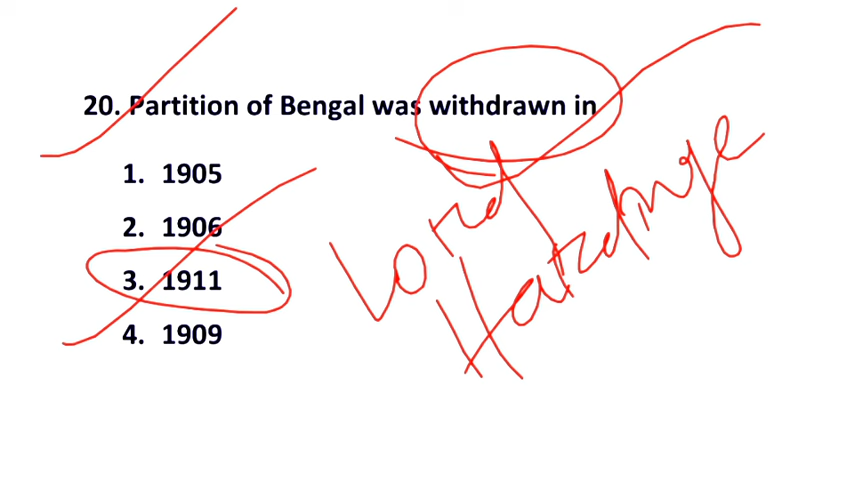 20. Partition of Bengal was withdrawn in
1. 1905
2. 1906
3. 1911
4. 1909
Lord
Hardinge